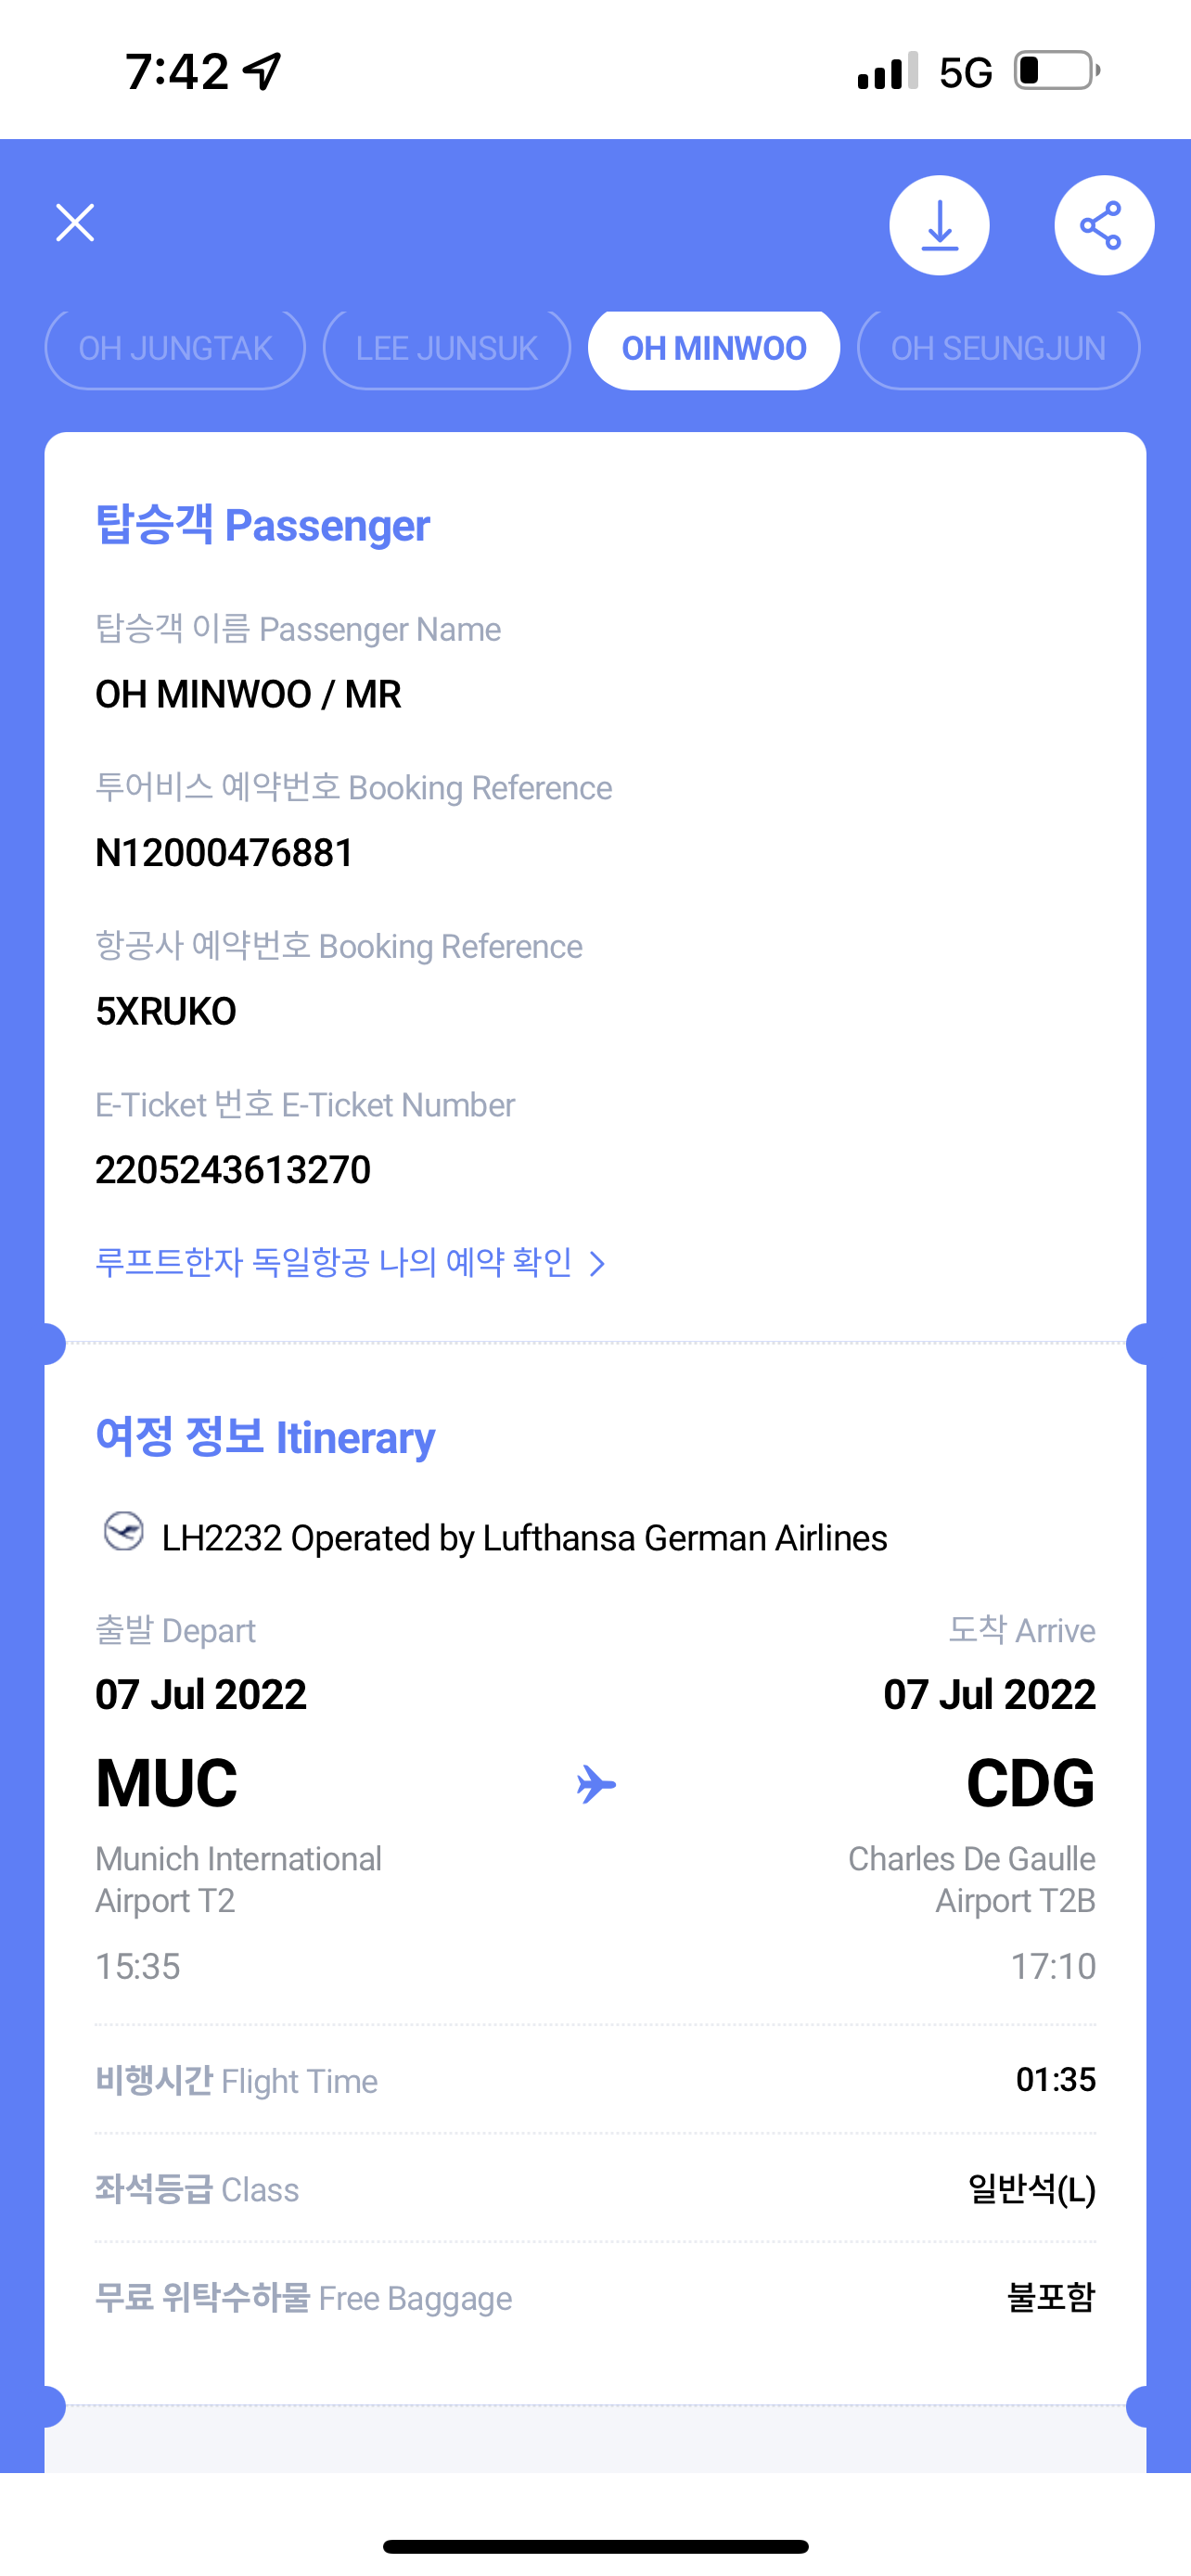 7:42
5G
OH JUNGTAK
LEE JUNSUK
OH MINWOO
OH SEUNGJUN
탑승객 Passenger
탑승객 이름 Passenger Name
OH MINWOO / MR
투어비스 예약번호 Booking Reference
N12000476881
항공사 예약번호 Booking Reference
5XRUKO
E-Ticket 번호 E-Ticket Number
2205243613270
루프트한자 독일항공 나의 예약 확인
여정 정보 Itinerary
LH2232 Operated by Lufthansa German Airlines
출발 Depart
도착 Arrive
07 Jul 2022
07 Jul 2022
MUC
CDG
Munich International
Airport T2
Charles De Gaulle
Airport T2B
15:35
17:10
비행시간 Flight Time
01:35
좌석등급 Class
일반석(L)
무료 위탁수하물 Free Baggage
불포함